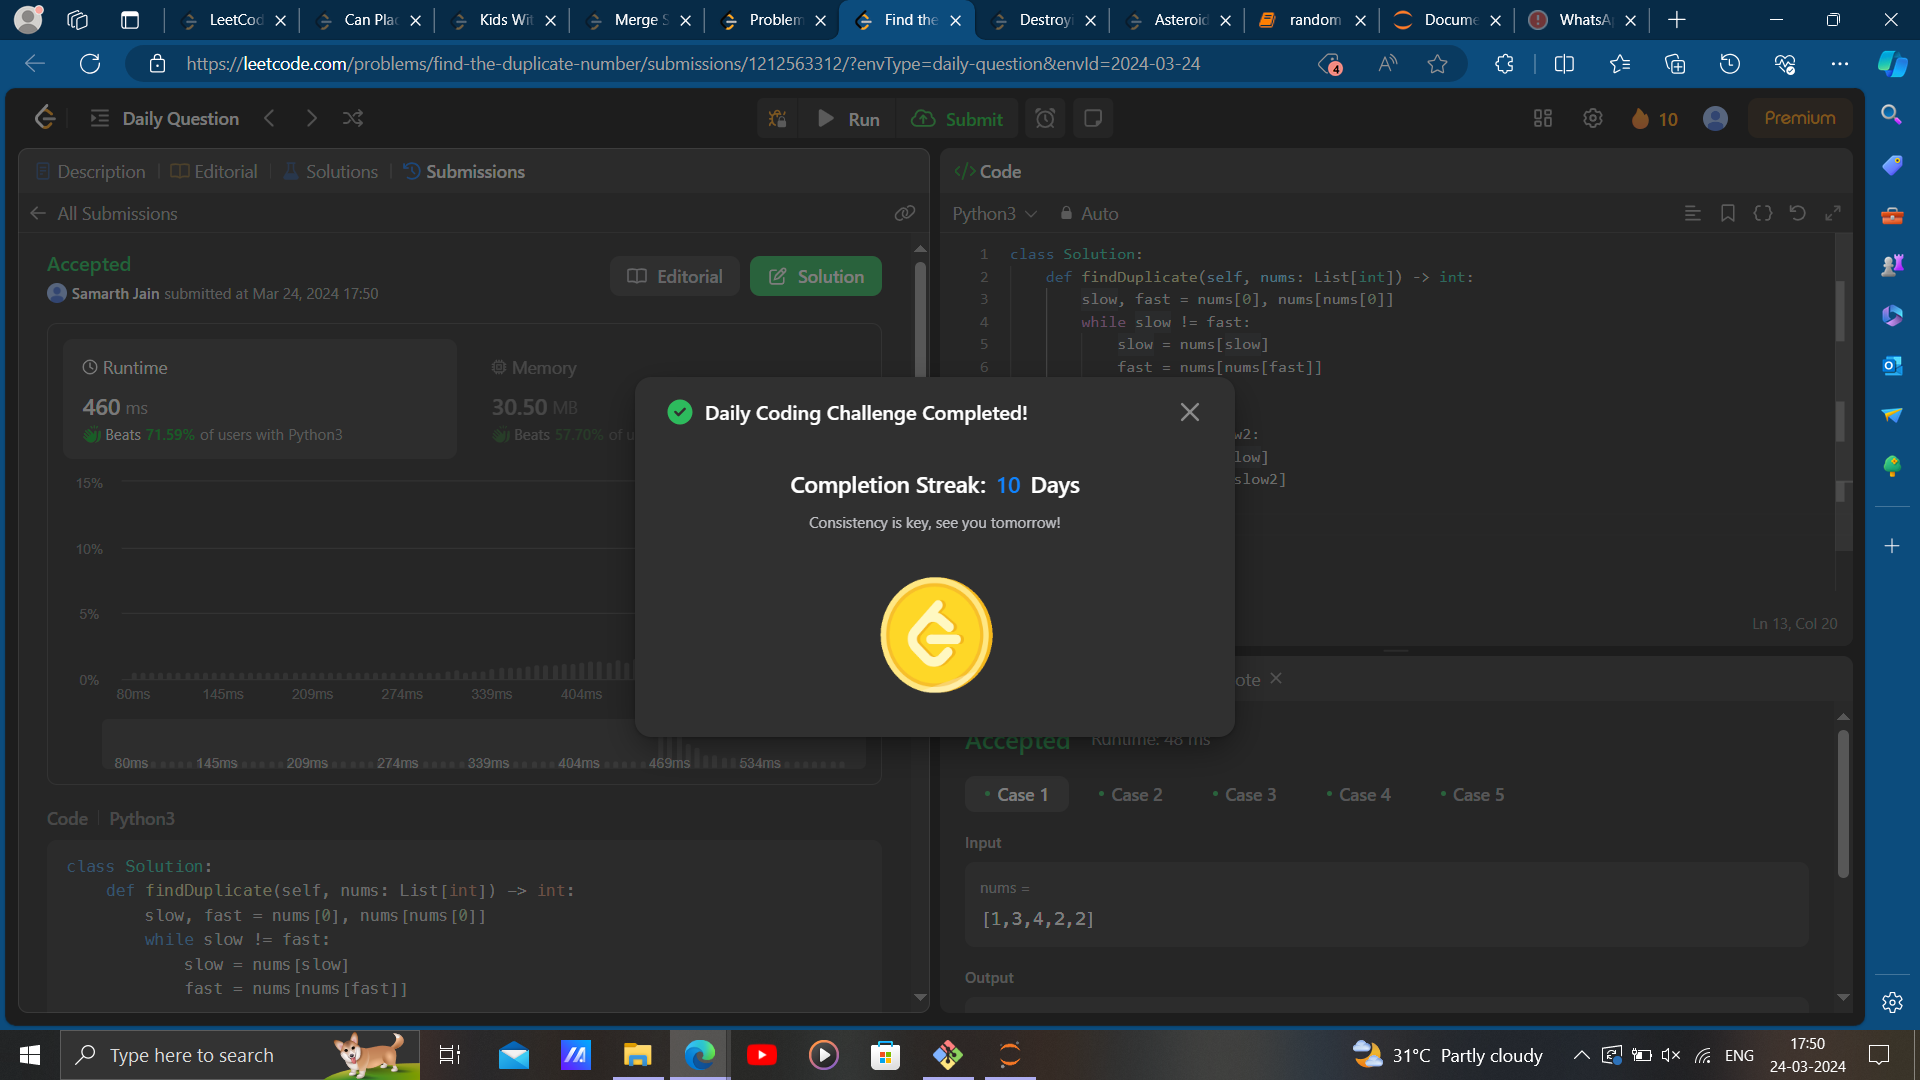 LeetCod
Can Plac
Kids Wit
Merge S
Problem
Find the
Destroyi
Asteroid
random
Docume
WhatsA
https://leetcode.com/problems/find-the-duplicate-number/submissions/1212563312/?envType=daily-question&envId=2024-03-24
4
Daily Question
Run
Submit
10
Premium
Description
Editorial
Solutions
Submissions
All Submissions
Accepted
Samarth Jain submitted at Mar 24, 2024 17:50
Editorial
Solution
Runtime
460 ms
Beats 71.59% of users with Python3
Memory
30.50 MB
Beats 57.70% of u
15%
10%
5%
0%
80ms 145ms 209ms 274ms 339ms 404ms
80ms 145ms 209ms 274ms 339ms 404ms 469ms 534ms
Code Python3
class Solution:
def findDuplicate(self, nums: List[int]) -> int:
slow, fast = nums[0], nums[nums[0]]
while slow != fast:
slow = nums[slow]
fast = nums[nums[fast]]
Daily Coding Challenge Completed!
Completion Streak: 10 Days
Consistency is key, see you tomorrow!
</> Code
Python3
Auto
1 class Solution:
2 def findDuplicate(self, nums: List[int]) -> int:
3 slow, fast = nums[0], nums[nums[0]]
4 while slow != fast:
5 slow = nums[slow]
6 fast = nums[nums[fast]]
w2:
low]
slow2]
Ln 13, Col 20
ote
Accepted
Runtime: 48 ms
Case 1
Case 2
Case 3
Case 4
Case 5
Input
nums =
[1,3,4,2,2]
Output
Type here to search
31°C Partly cloudy
ENG
17:50
24-03-2024